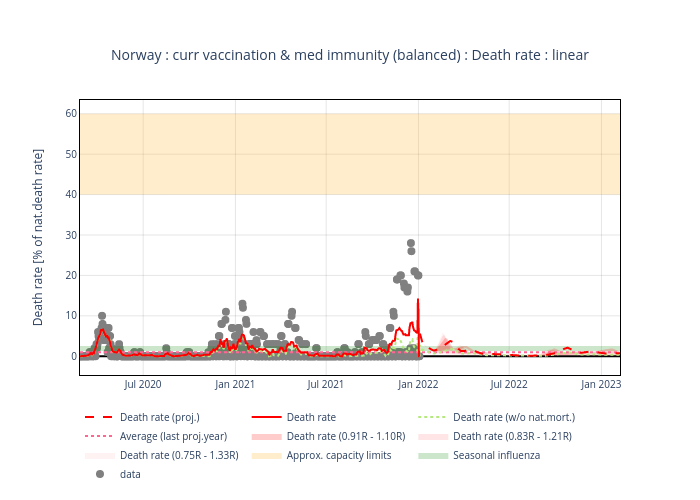 Norway : curr vaccination & med immunity (balanced) : Death rate : linear
Death rate [% of nat.death rate]
60
50
40
30
20
10
0
Jul 2020
Jan 2021
Jul 2021
Jan 2022
Jul 2022
Jan 2023
Death rate (proj.)
Death rate
Death rate (w/o nat.mort.)
Average (last proj.year)
Death rate (0.91R - 1.10R)
Death rate (0.83R - 1.21R)
Death rate (0.75R - 1.33R)
Approx. capacity limits
Seasonal influenza
data